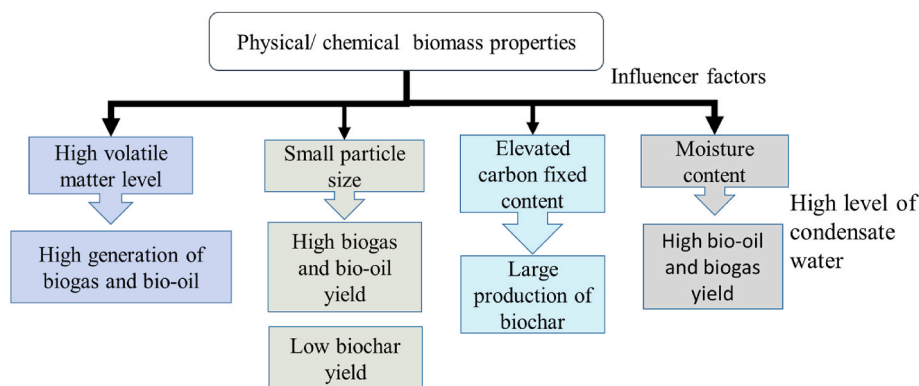 Physical/ chemical biomass properties
Influencer factors
High volatile
matter level
Small particle
size
Elevated
carbon fixed
content
Moisture content
High level of
condensate
water
High generation of
biogas and bio-oil
High biogas
and bio-oil
yield
Large
production of
biochar
High bio-oil
and biogas
yield
Low biochar
yield